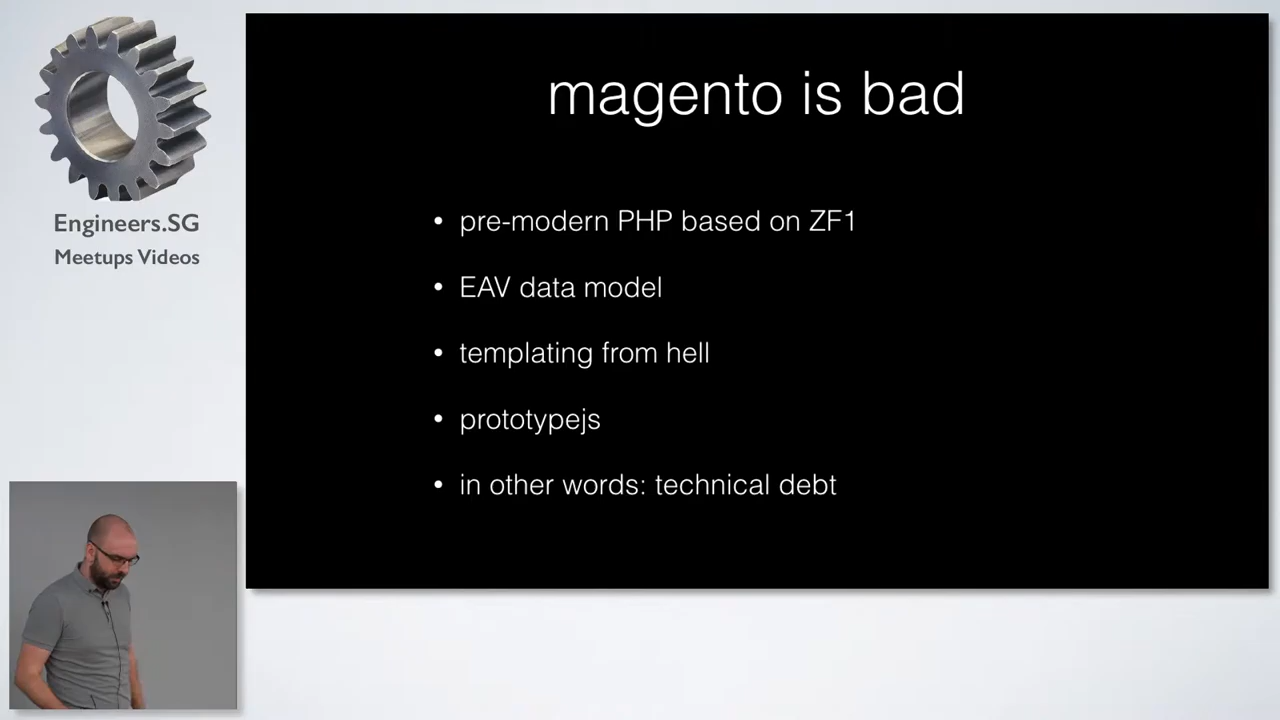 Engineers.SG
Meetups Videos
magento is bad
• pre-modern PHP based on ZF1
• EAV data model
• templating from hell
• prototypejs
• in other words: technical debt